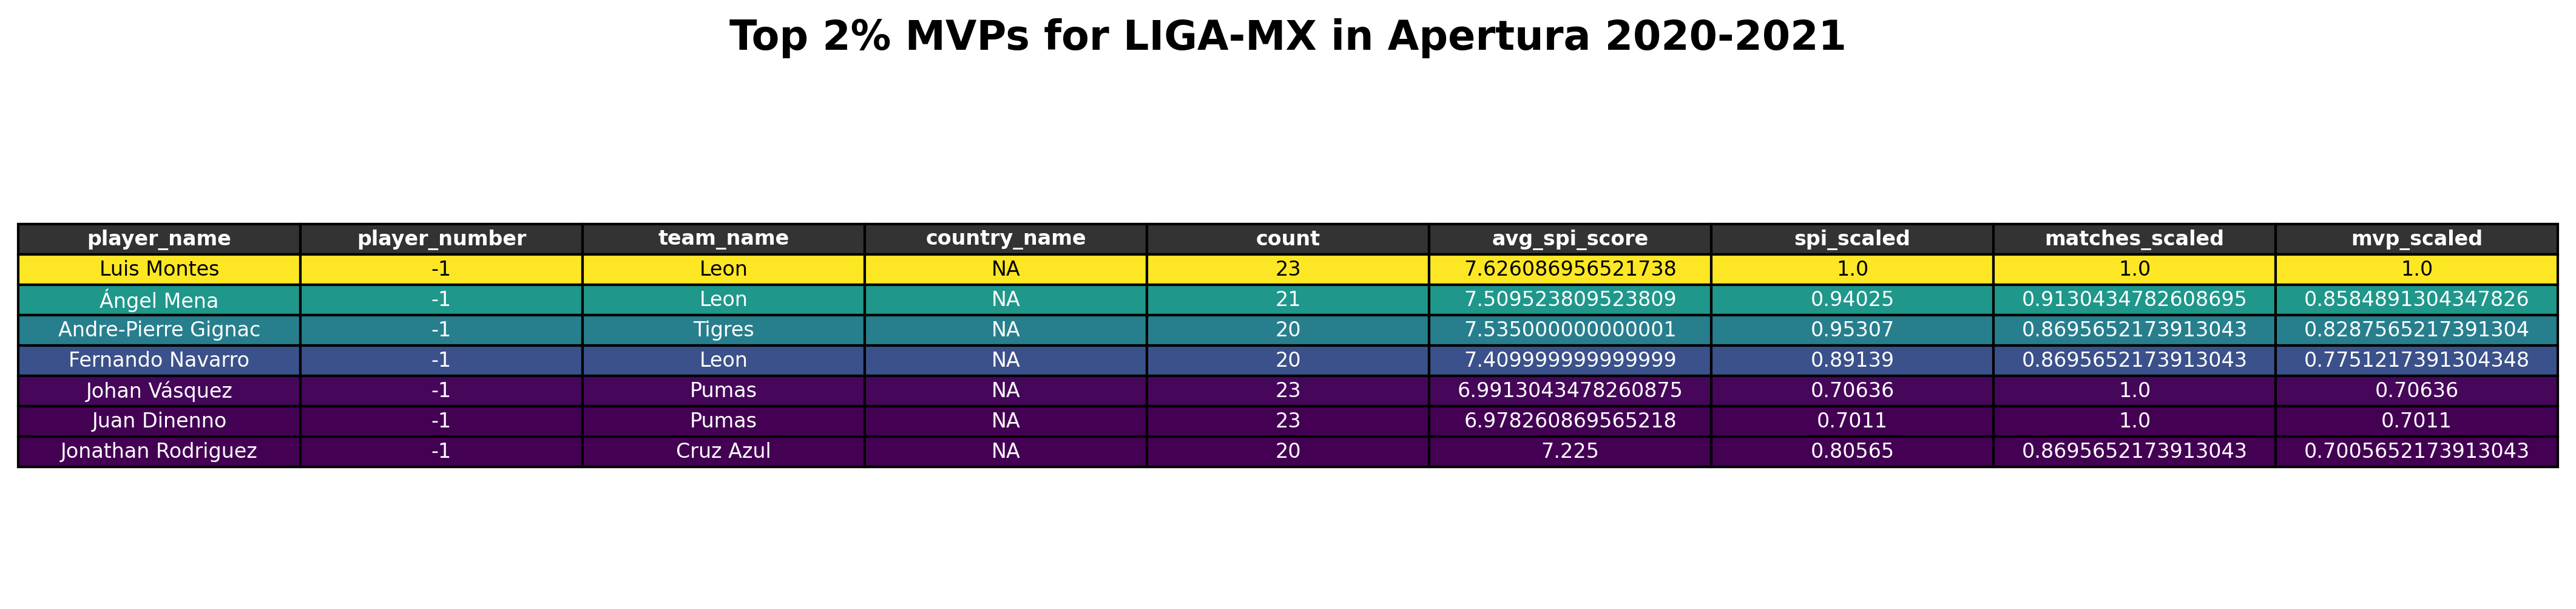 Top 2% MVPs for LIGA-MX in Apertura 2020-2021
player_name player_number team_name country_name count avg_spi_score spi_scaled matches_scaled mvp_scaled
Luis Montes -1 Leon NA 23 7.626086956521738 1.0 1.0 1.0
Ángel Mena -1 Leon NA 21 7.509523809523809 0.94025 0.9130434782608695 0.8584891304347826
Andre-Pierre Gignac -1 Tigres NA 20 7.535000000000001 0.95307 0.8695652173913043 0.8287565217391304
Fernando Navarro -1 Leon NA 20 7.409999999999999 0.89139 0.8695652173913043 0.7751217391304348
Johan Vásquez -1 Pumas NA 23 6.9913043478260875 0.70636 1.0 0.70636
Juan Dinenno -1 Pumas NA 23 6.978260869565218 0.7011 1.0 0.7011
Jonathan Rodriguez -1 Cruz Azul NA 20 7.225 0.80565 0.8695652173913043 0.7005652173913043